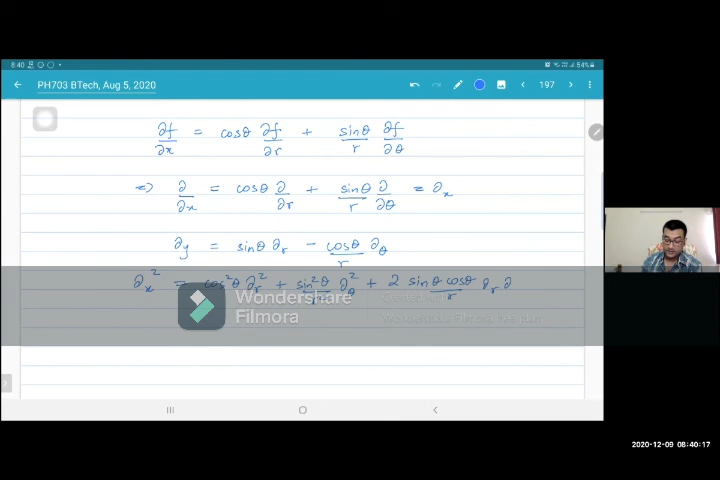 8:40 54%
PH703 BTech, Aug 5, 2020 197
∂f/∂x = cosθ ∂f/∂r + sinθ/r ∂f/∂θ
=> ∂/∂x = cosθ ∂/∂r + sinθ/r ∂/∂θ = ∂x
∂y = sinθ ∂r − cosθ/r ∂θ
∂x² = cos²θ ∂r² + sin²θ/r² ∂θ² + 2 sinθ cosθ/r ∂r ∂
Wondershare
Filmora
2020-12-09 08:40:17